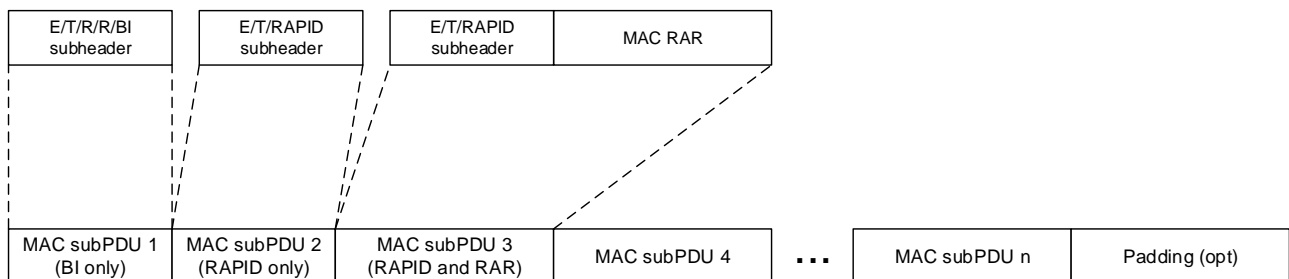 E/T/R/R/BI
subheader
E/T/RAPID
subheader
E/T/RAPID
subheader
MAC RAR
MAC subPDU 1
(BI only)
MAC subPDU 2
(RAPID only)
MAC subPDU 3
(RAPID and RAR)
MAC subPDU 4
...
MAC subPDU n
Padding (opt)